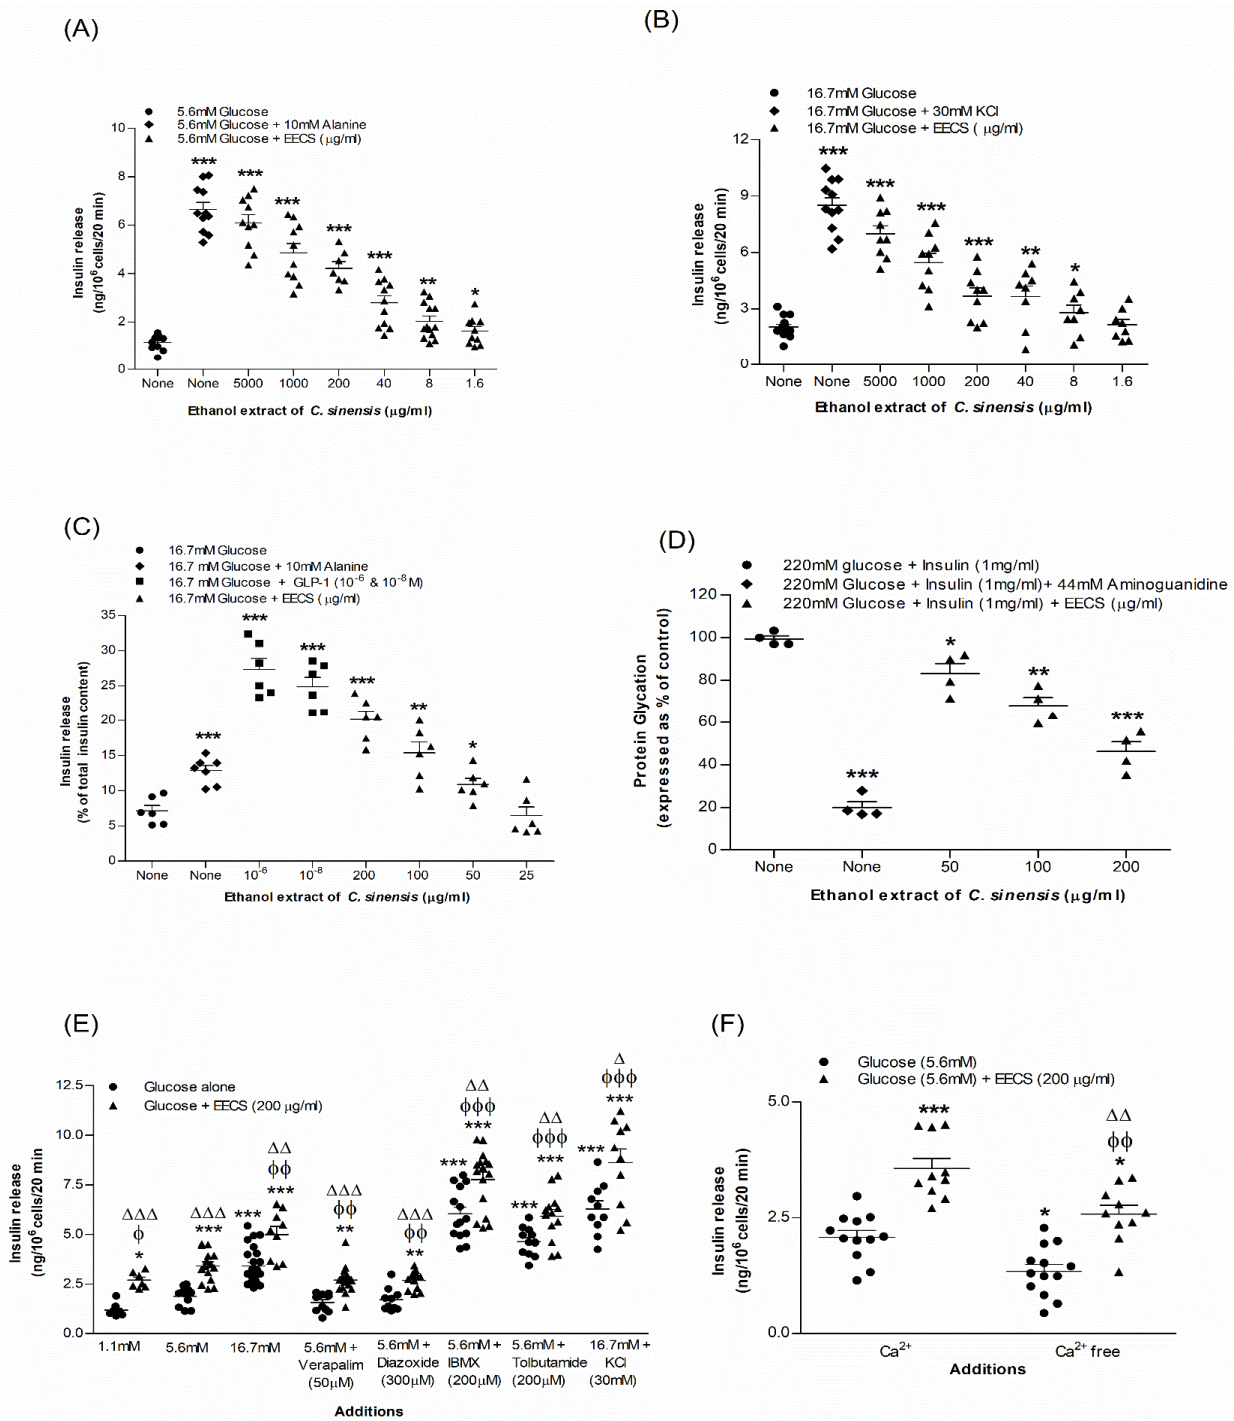 (A)
5.6mM Glucose
5.6mM Glucose + 10mM Alanine
5.6mM Glucose + EECS (μg/ml)
Insulin release
(ng/10⁶cells/20 min)
10
8
6
4
2
0
***
***
***
***
***
**
*
None None 5000 1000 200 40 8 1.6
Ethanol extract of C. sinensis (μg/ml)
(B)
16.7mM Glucose
16.7mM Glucose + 30mM KCl
16.7mM Glucose + EECS ( μg/ml)
Insulin release
(ng/10⁶cells/20 min)
12
9
6
3
0
***
***
***
***
**
*
None None 5000 1000 200 40 8 1.6
Ethanol extract of C. sinensis (μg/ml)
(C)
16.7mM Glucose
16.7 mM Glucose + 10mM Alanine
16.7 mM Glucose + GLP-1 (10⁻⁶ & 10⁻⁸ M)
16.7mM Glucose + EECS (μg/ml)
Insulin release
(% of total insulin content)
35
30
25
20
15
10
5
0
***
***
***
***
**
*
None None 10⁻⁶ 10⁻⁸ 200 100 50 25
Ethanol extract of C. sinensis (μg/ml)
(D)
220mM glucose + Insulin (1mg/ml)
220mM Glucose + Insulin (1mg/ml)+ 44mM Aminoguanidine
220mM Glucose + Insulin (1mg/ml) + EECS (μg/ml)
Protein Glycation
(expressed as % of control)
120
100
80
60
40
20
0
***
*
**
***
None None 50 100 200
Ethanol extract of C. sinensis (μg/ml)
(E)
Glucose alone
Glucose + EECS (200 μg/ml)
Insulin release
(ng/10⁶ cells/20 min
12.5
10.0
7.5
5.0
2.5
0.0
ΔΔΔ
ϕ
*
ΔΔΔ
***
***
ΔΔ
ϕϕ
***
ΔΔΔ
ϕϕ
**
ΔΔΔ
ϕϕ
**
***
ΔΔ
ϕϕϕ
***
***
ΔΔ
ϕϕϕ
***
***
Δ
ϕϕϕ
***
1.1mM 5.6mM 16.7mM 5.6mM + 5.6mM + 5.6mM + 5.6mM + 16.7mM +
Verapalim Diazoxide IBMX Tolbutamide KCl
(50μM) (300μM) (200μM) (200μM) (30mM)
Additions
(F)
Glucose (5.6mM)
Glucose (5.6mM) + EECS (200 μg/ml)
Insulin release
(ng/10⁶ cells/20 min)
5.0
2.5
0.0
***
*
ΔΔ
ϕϕ
*
Ca²⁺ Ca²⁺ free
Additions